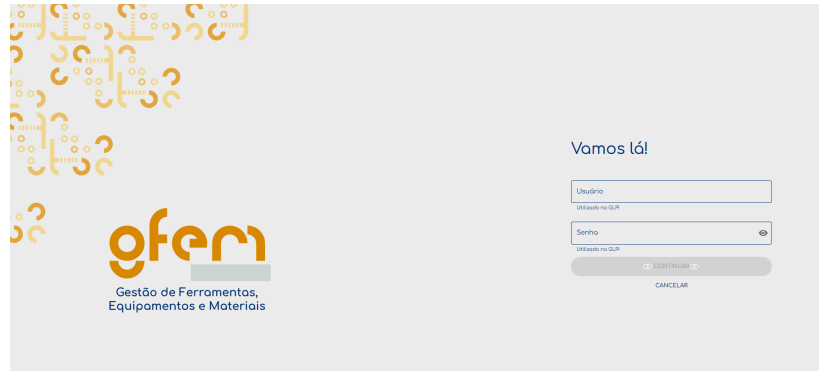 Vamos lá!
Usuário
Utilizado no GLPI
Senha
Utilizado no GLPI
CONTINUAR
CANCELAR
gfem
Gestão de Ferramentas,
Equipamentos e Materiais